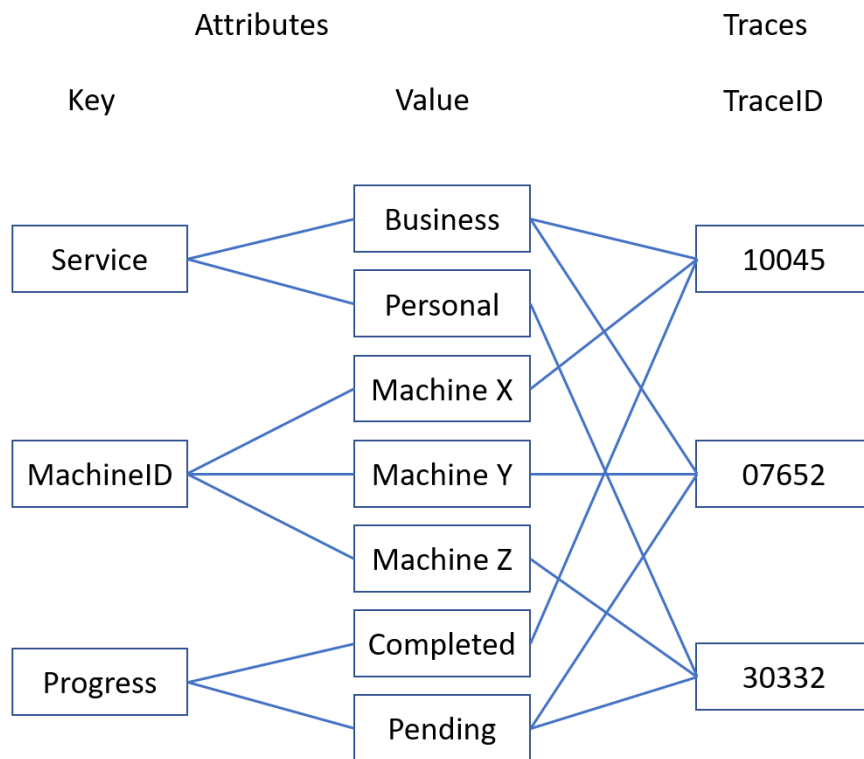 Attributes
Traces
Key
Value
TraceID
Business
Service
10045
Personal
Machine X
MachineID
Machine Y
07652
Machine Z
Completed
Progress
30332
Pending